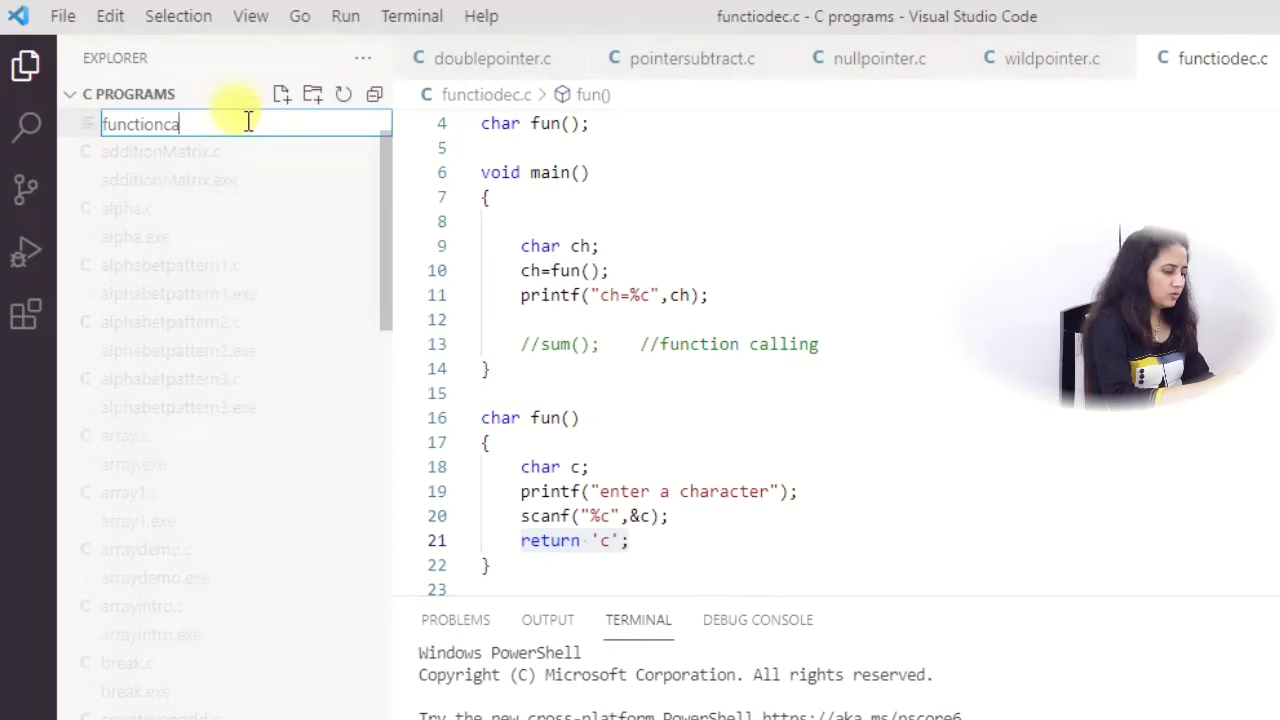 File Edit Selection View Go Run Terminal Help functiodec.c - C programs - Visual Studio Code
EXPLORER ···
C PROGRAMS
functionca
additionMatrix.c
additionMatrix.exe
alpha.c
alpha.exe
alphabetpattern1.c
alphabetpattern1.exe
alphabetpattern2.c
alphabetpattern2.exe
alphabetpattern3.c
alphabetpattern3.exe
array.c
array.exe
array1.c
array1.exe
arraydemo.c
arraydemo.exe
arrayintro.c
arrayintro.exe
break.c
break.exe
doublepointer.c pointersubtract.c nullpointer.c wildpointer.c functiodec.c
functiodec.c > fun()
4 char fun();
5
6 void main()
7 {
8
9 char ch;
10 ch=fun();
11 printf("ch=%c",ch);
12
13 //sum(); //function calling
14 }
15
16 char fun()
17 {
18 char c;
19 printf("enter a character");
20 scanf("%c",&c);
21 return 'c';
22 }
23
PROBLEMS OUTPUT TERMINAL DEBUG CONSOLE
Windows PowerShell
Copyright (C) Microsoft Corporation. All rights reserved.
Try the new cross-platform PowerShell https://aka.ms/pscore6